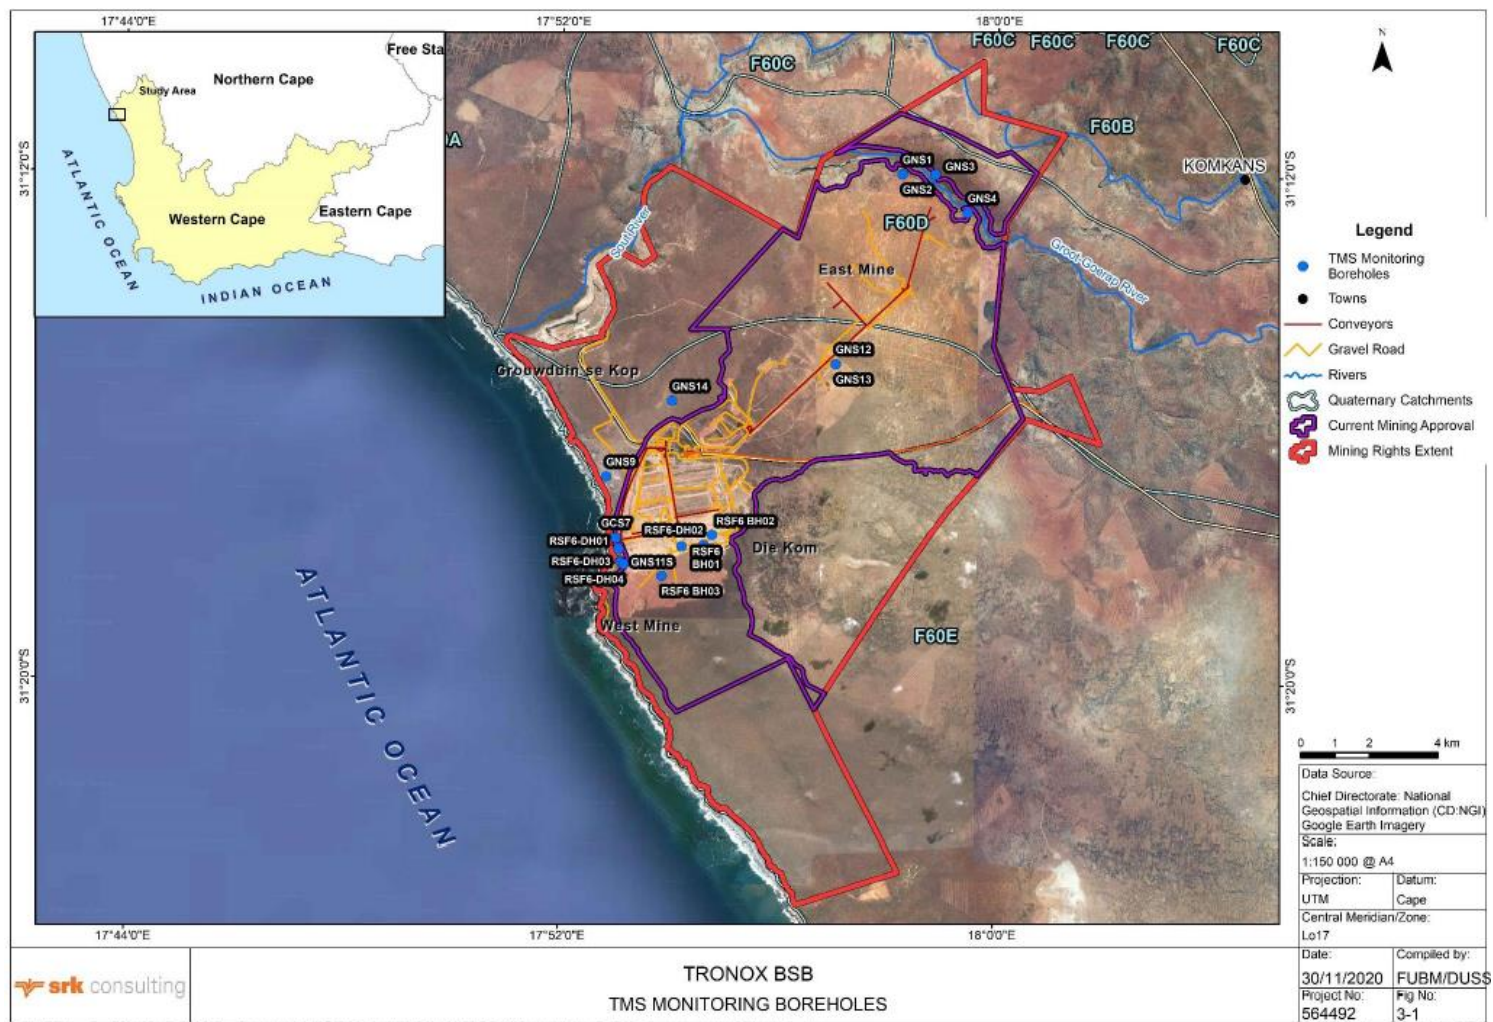 17°44'0"E
17°52'0"E
18°0'0"E
Free Sta
Northern Cape
Study Area
Western Cape
Eastern Cape
ATLANTIC OCEAN
INDIAN OCEAN
31°12'0"S
31°12'0"S
F60C
F60C
F60C
F60C
F60C
F60B
A
KOMKANS
GNS1
GNS3
GNS2
GNS4
F60D
Sout River
Groot-Goerap River
East Mine
GNS12
GNS13
Grouwduin se Kop
GNS14
GNS9
GCS7
RSF6-DH02
RSF6 BH02
RSF6-DH01
RSF6
BH01
Die Kom
RSF6-DH03
GNS11S
RSF6-DH04
RSF6 BH03
West Mine
F60E
ATLANTIC OCEAN
31°20'0"S
31°20'0"S
17°44'0"E
17°52'0"E
18°0'0"E
N
Legend
TMS Monitoring
Boreholes
Towns
Conveyors
Gravel Road
Rivers
Quaternary Catchments
Current Mining Approval
Mining Rights Extent
0 1 2 4 km
Data Source:
Chief Directorate: National
Geospatial Information (CD:NGI)
Google Earth Imagery
Scale:
1:150 000 @ A4
Projection: Datum:
UTM Cape
Central Meridian/Zone:
Lo17
Date: Compiled by:
30/11/2020 FUBM/DUSS
Project No: Fig No:
564492 3-1
srk consulting
TRONOX BSB
TMS MONITORING BOREHOLES